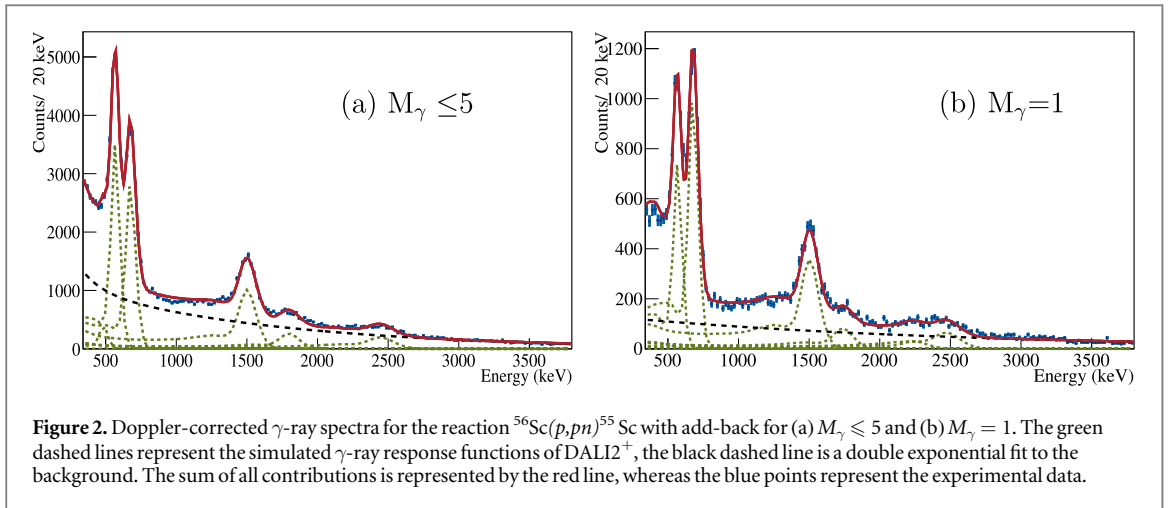 Counts/ 20 keV
5000
4000
3000
2000
1000
0
(a) Mγ ≤5
500 1000 1500 2000 2500 3000 3500
Energy (keV)
Counts/ 20 keV
1200
1000
800
600
400
200
0
(b) Mγ=1
500 1000 1500 2000 2500 3000 3500
Energy (keV)
Figure 2. Doppler-corrected γ-ray spectra for the reaction ⁵⁶Sc(p,pn)⁵⁵ Sc with add-back for (a) Mγ ⩽ 5 and (b) Mγ = 1. The green
dashed lines represent the simulated γ-ray response functions of DALI2⁺, the black dashed line is a double exponential fit to the
background. The sum of all contributions is represented by the red line, whereas the blue points represent the experimental data.